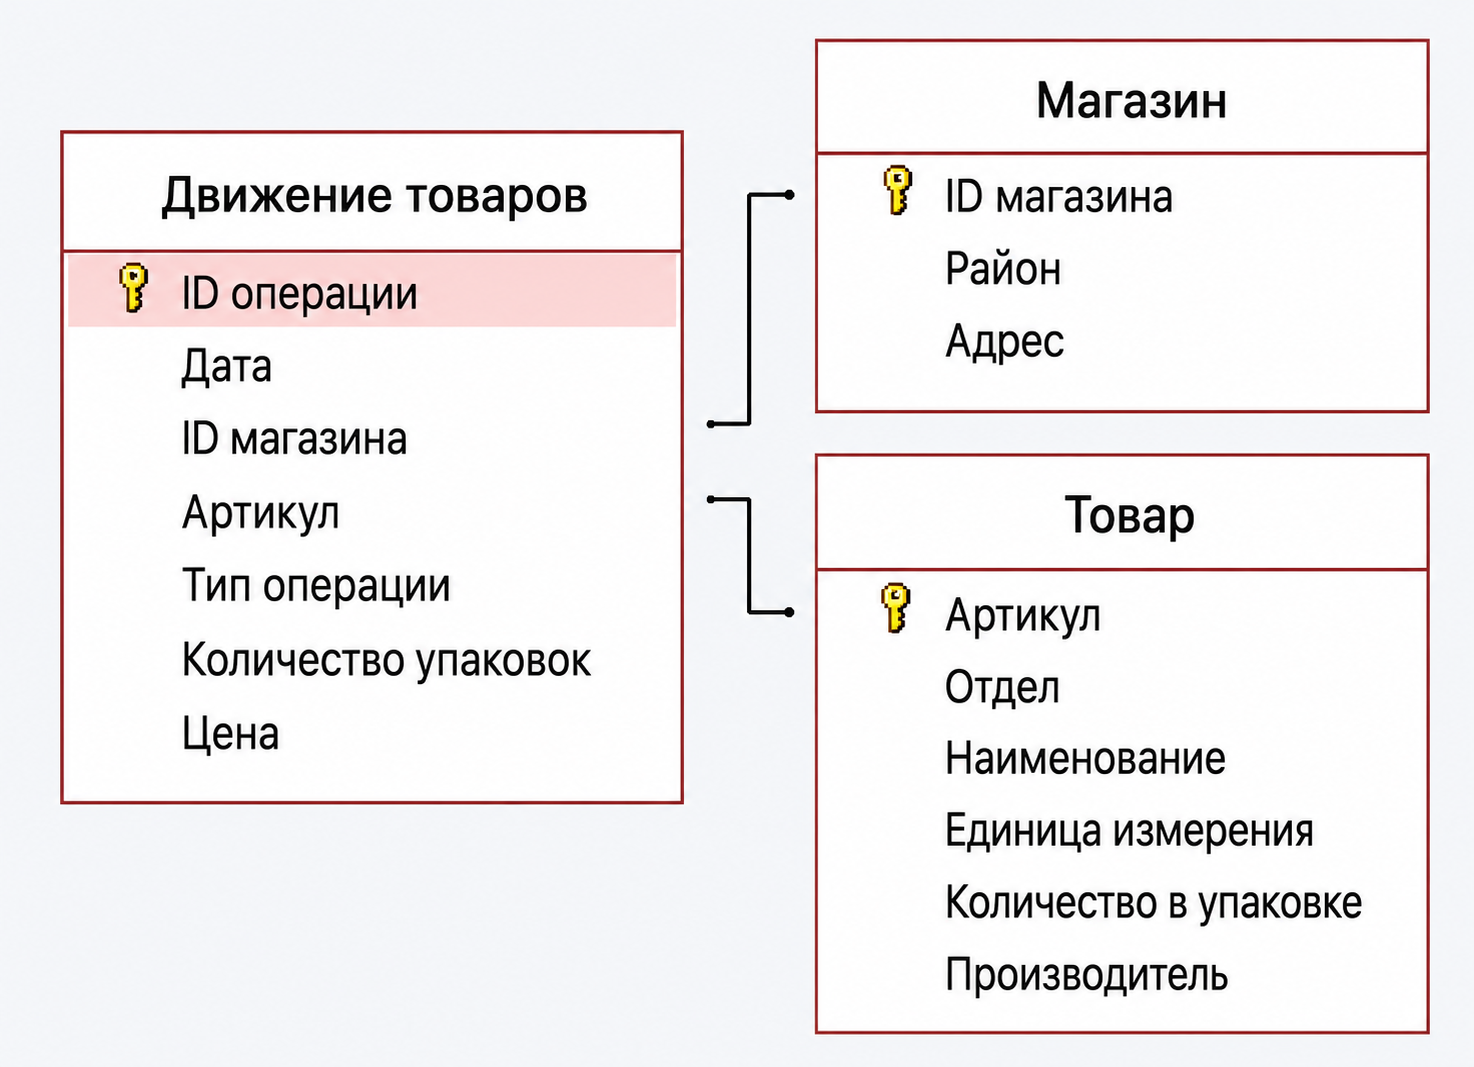 Движение товаров
ID операции
Дата
ID магазина
Артикул
Тип операции
Количество упаковок
Цена
Магазин
ID магазина
Район
Адрес
Товар
Артикул
Отдел
Наименование
Единица измерения
Количество в упаковке
Производитель